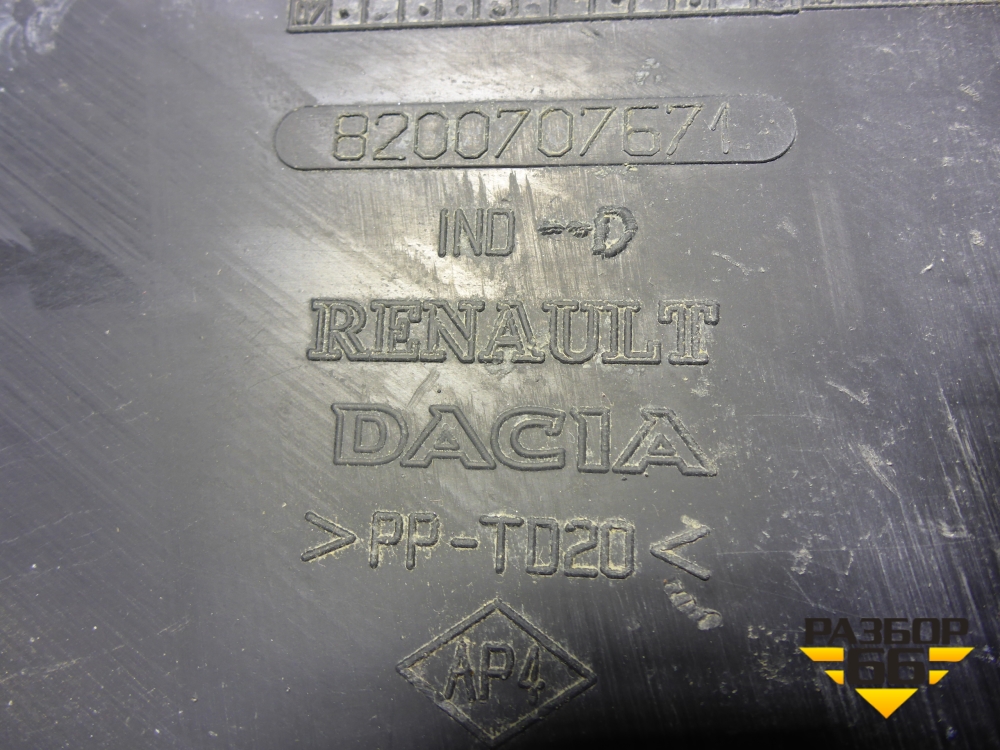 8200707671
IND --D
RENAULT
DACIA
>PP-TD20<
AP4
РАЗБОР
66